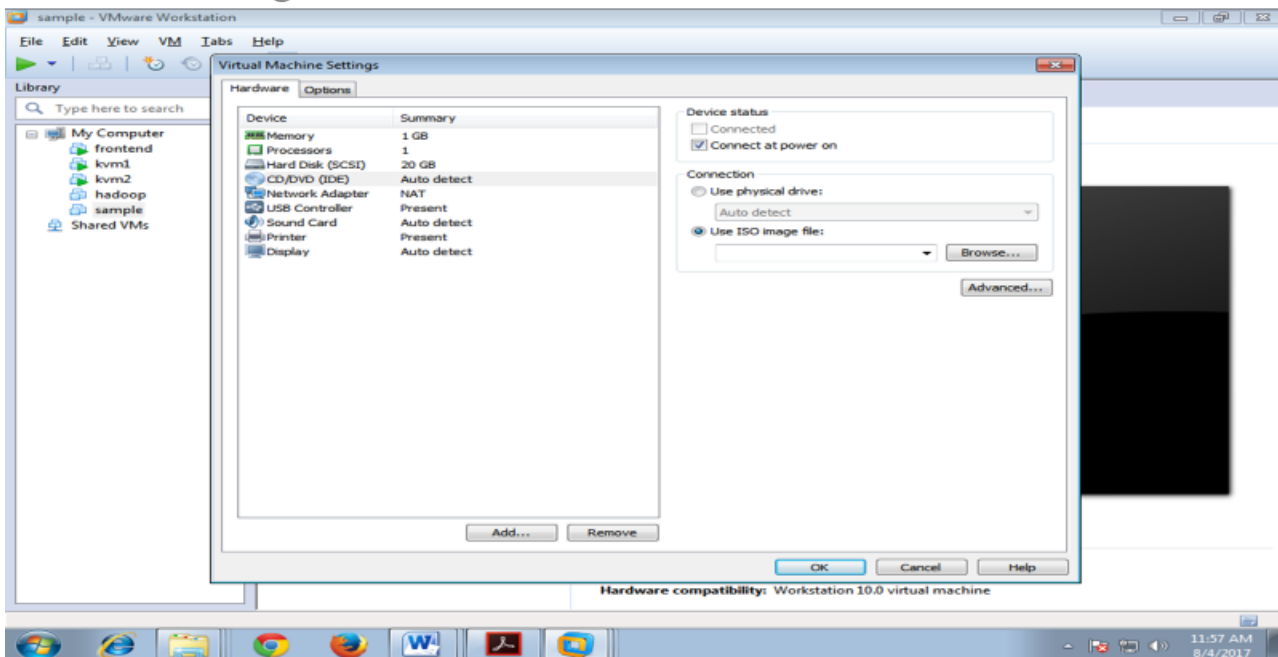 sample - VMware Workstation
File Edit View VM Tabs Help
Library
Type here to search
My Computer
frontend
kvm1
kvm2
hadoop
sample
Shared VMs
Virtual Machine Settings
Hardware Options
Device Summary
Memory 1 GB
Processors 1
Hard Disk (SCSI) 20 GB
CD/DVD (IDE) Auto detect
Network Adapter NAT
USB Controller Present
Sound Card Auto detect
Printer Present
Display Auto detect
Add... Remove
Device status
Connected
Connect at power on
Connection
Use physical drive:
Auto detect
Use ISO image file:
Browse...
Advanced...
OK Cancel Help
Hardware compatibility: Workstation 10.0 virtual machine
11:57 AM
8/4/2017